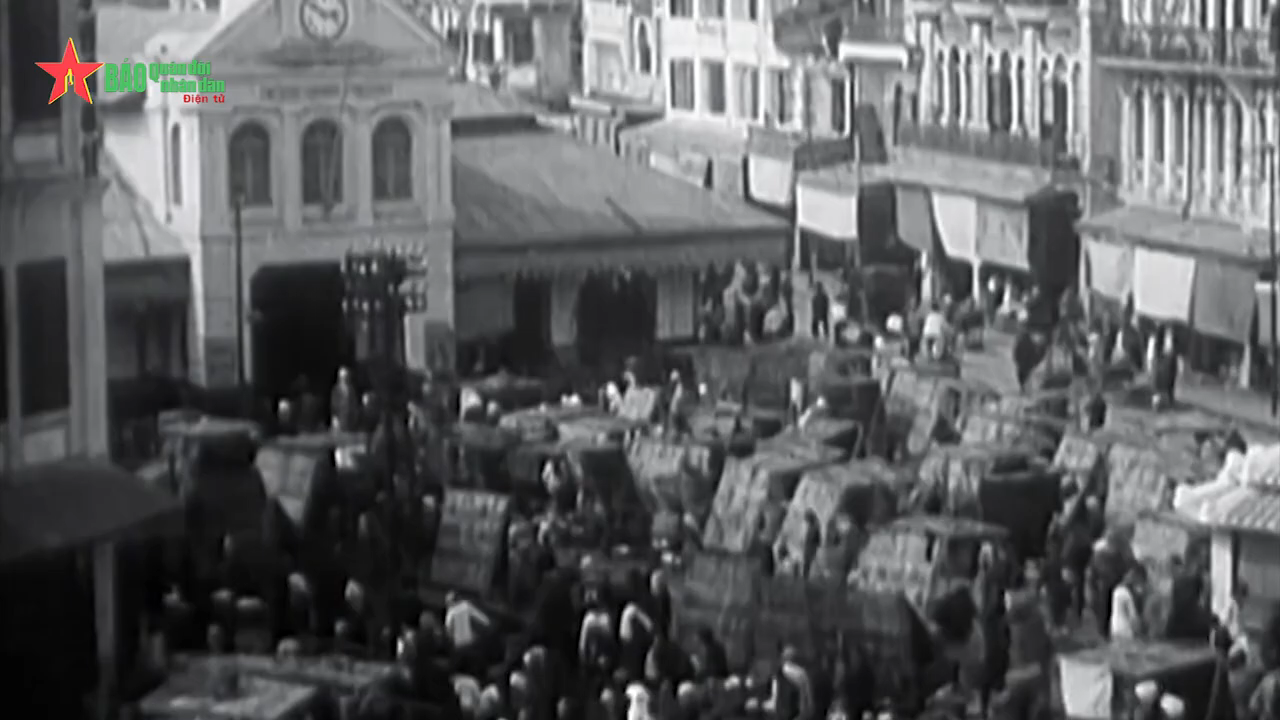 BÁO quân đội
nhân dân
Điện tử